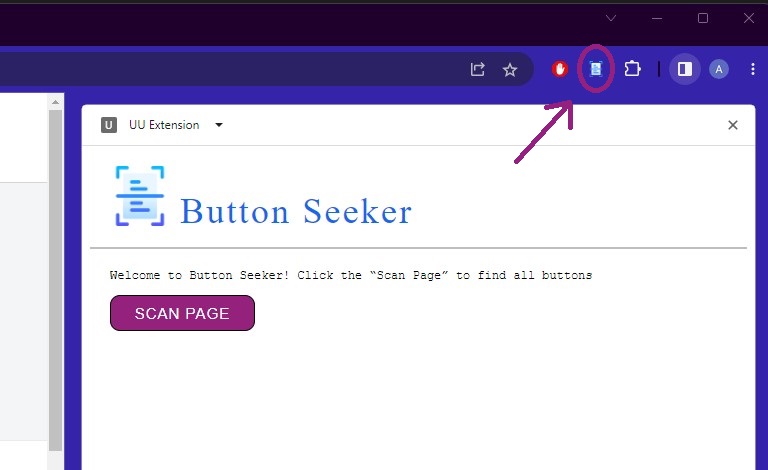 A
U UU Extension
Button Seeker
Welcome to Button Seeker! Click the “Scan Page” to find all buttons
SCAN PAGE